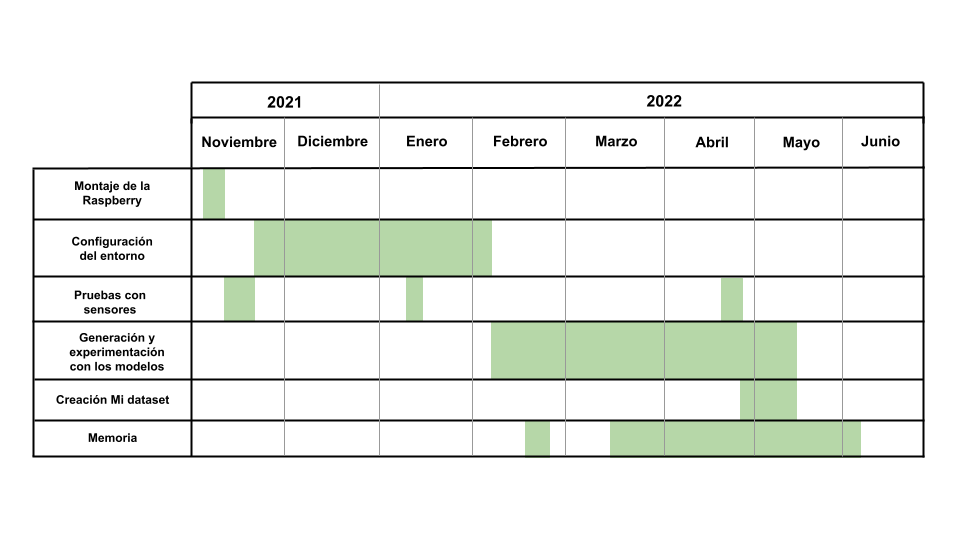 2021
2022
Noviembre
Diciembre
Enero
Febrero
Marzo
Abril
Mayo
Junio
Montaje de la
Raspberry
Configuración
del entorno
Pruebas con
sensores
Generación y
experimentación
con los modelos
Creación Mi dataset
Memoria